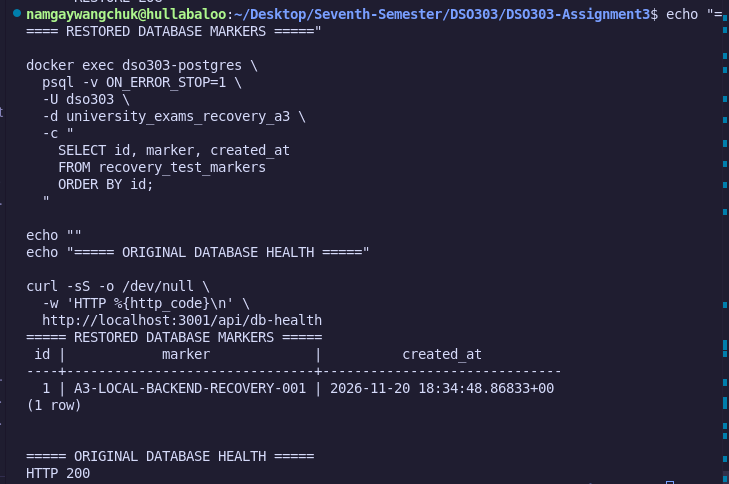 namgaywangchuk@hullabaloo:~/Desktop/Seventh-Semester/DSO303/DSO303-Assignment3$ echo "=
==== RESTORED DATABASE MARKERS ====="
docker exec dso303-postgres \
psql -v ON_ERROR_STOP=1 \
-U dso303 \
-d university_exams_recovery_a3 \
-c "
SELECT id, marker, created_at
FROM recovery_test_markers
ORDER BY id;
"
echo ""
echo "===== ORIGINAL DATABASE HEALTH ====="
curl -sS -o /dev/null \
-w 'HTTP %{http_code}\n' \
http://localhost:3001/api/db-health
===== RESTORED DATABASE MARKERS =====
id | marker | created_at
----+-------------------------------+-------------------------------
1 | A3-LOCAL-BACKEND-RECOVERY-001 | 2026-11-20 18:34:48.86833+00
(1 row)
===== ORIGINAL DATABASE HEALTH =====
HTTP 200